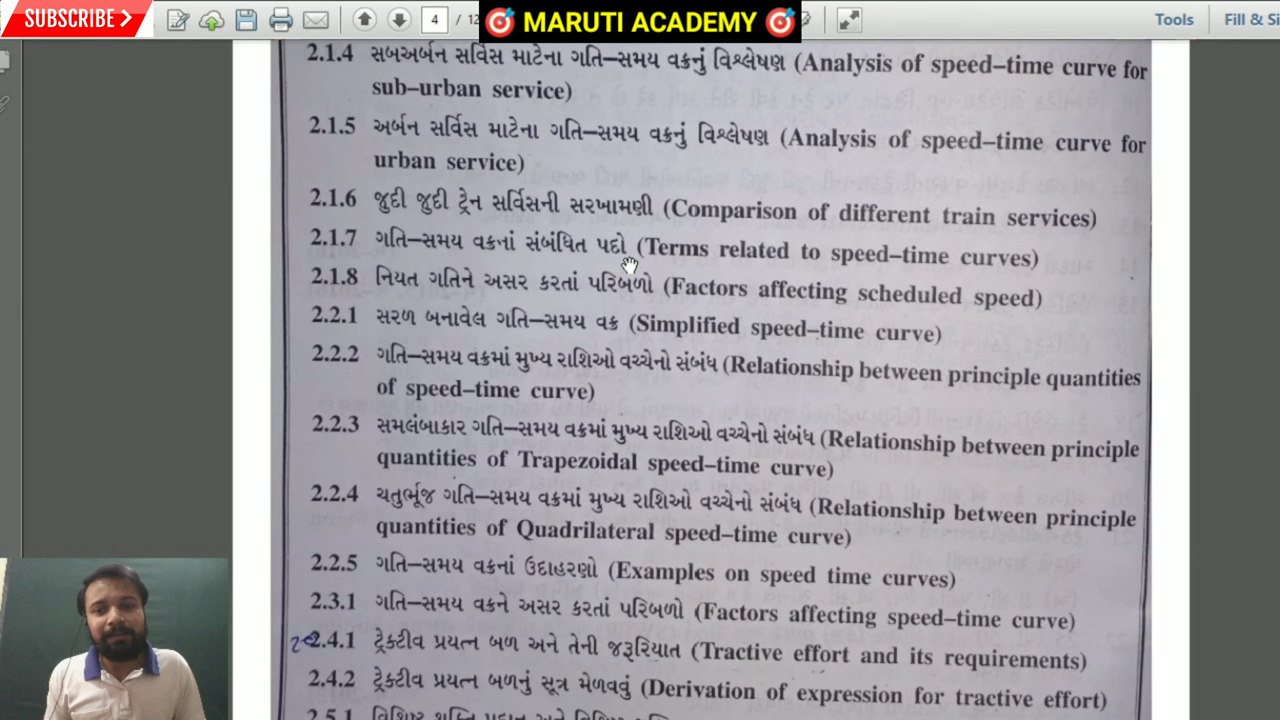 SUBSCRIBE
4 / 12
🎯 MARUTI ACADEMY 🎯
Tools
Fill & Si
2.1.4 સબઅર્બન સર્વિસ માટેના ગતિ–સમય વક્રનું વિશ્લેષણ (Analysis of speed–time curve for
sub–urban service)
2.1.5 અર્બન સર્વિસ માટેના ગતિ–સમય વક્રનું વિશ્લેષણ (Analysis of speed–time curve for
urban service)
2.1.6 જુદી જુદી ટ્રેન સર્વિસની સરખામણી (Comparison of different train services)
2.1.7 ગતિ–સમય વક્રનાં સંબંધિત પદો (Terms related to speed–time curves)
2.1.8 નિયત ગતિને અસર કરતાં પરિબળો (Factors affecting scheduled speed)
2.2.1 સરળ બનાવેલ ગતિ–સમય વક્ર (Simplified speed–time curve)
2.2.2 ગતિ–સમય વક્રમાં મુખ્ય રાશિઓ વચ્ચેનો સંબંધ (Relationship between principle quantities
of speed–time curve)
2.2.3 સમલંબાકાર ગતિ–સમય વક્રમાં મુખ્ય રાશિઓ વચ્ચેનો સંબંધ (Relationship between principle
quantities of Trapezoidal speed–time curve)
2.2.4 ચતુર્ભૂજ ગતિ–સમય વક્રમાં મુખ્ય રાશિઓ વચ્ચેનો સંબંધ (Relationship between principle
quantities of Quadrilateral speed–time curve)
2.2.5 ગતિ–સમય વક્રનાં ઉદાહરણો (Examples on speed time curves)
2.3.1 ગતિ–સમય વક્રને અસર કરતાં પરિબળો (Factors affecting speed–time curve)
2.4.1 ટ્રેક્ટીવ પ્રયત્ન બળ અને તેની જરૂરિયાત (Tractive effort and its requirements)
2.4.2 ટ્રેક્ટીવ પ્રયત્ન બળનું સૂત્ર મેળવવું (Derivation of expression for tractive effort)